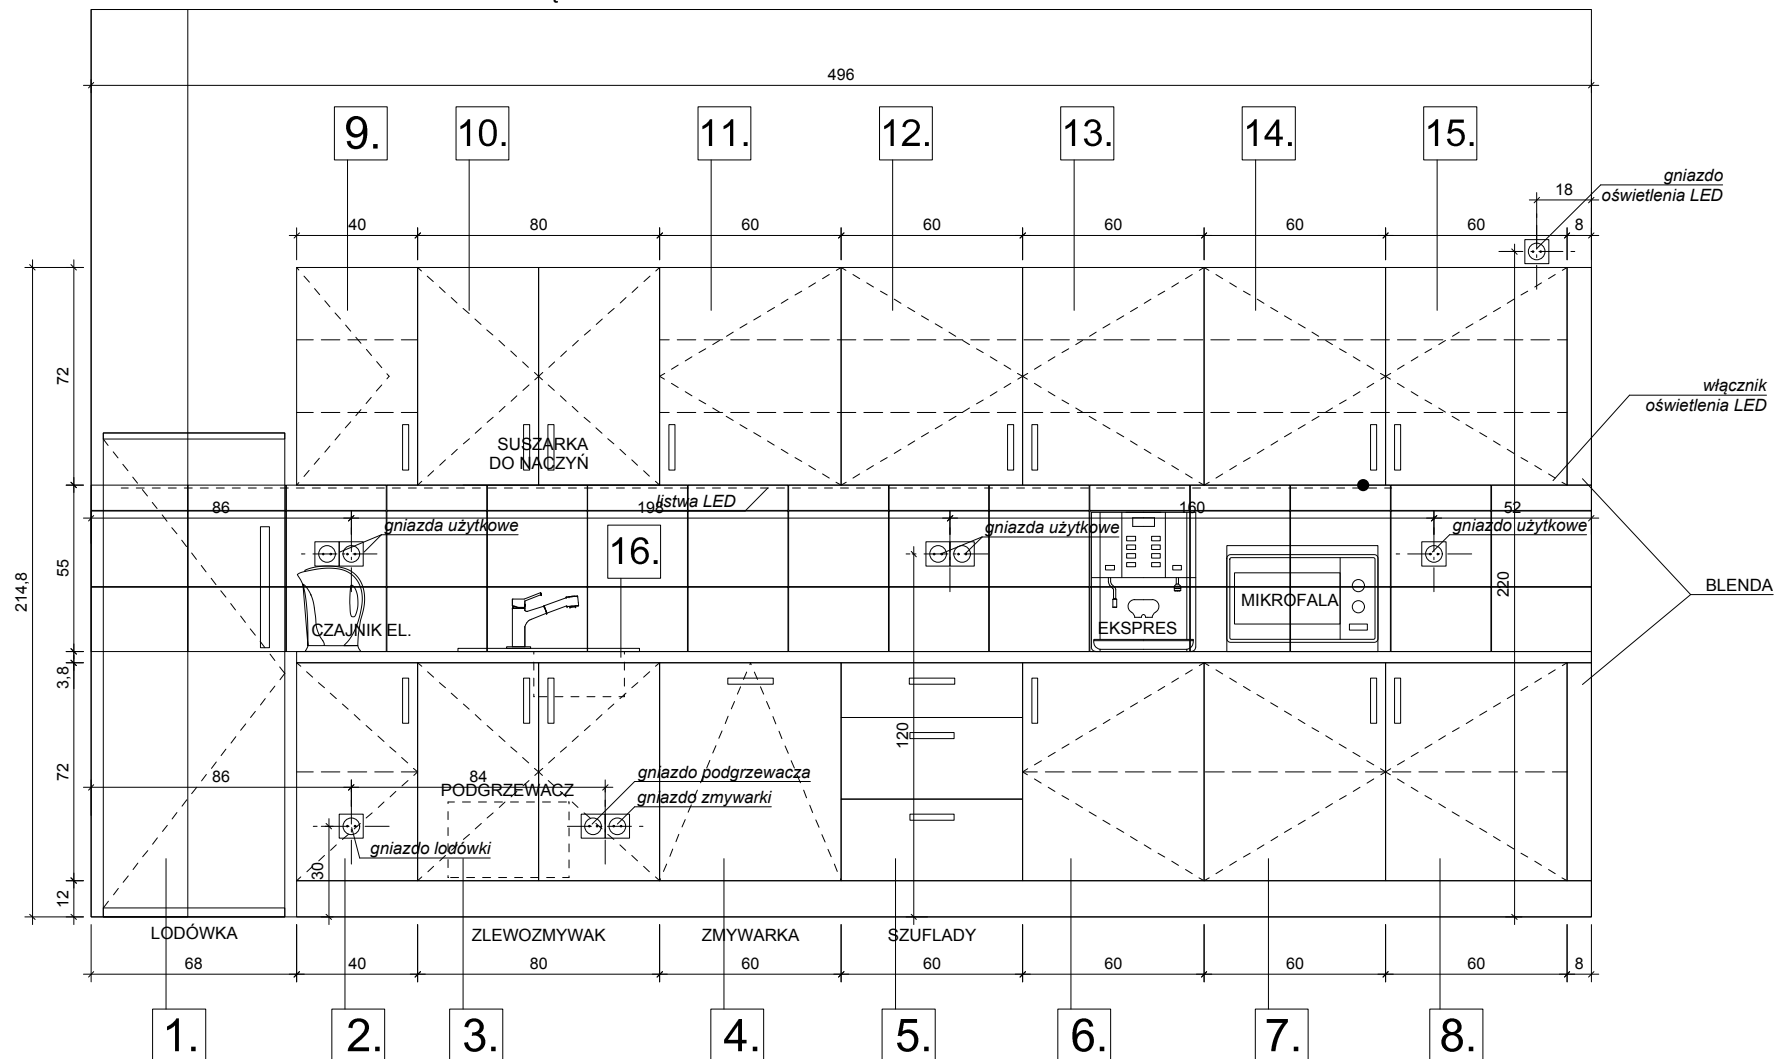 496
9.
10.
11.
12.
13.
14.
15.
gniazdo
oświetlenia LED
18
40
80
60
60
60
60
60
8
72
włącznik
oświetlenia LED
SUSZARKA
DO NACZYŃ
listwa LED
86
198
160
52
gniazda użytkowe
gniazda użytkowe
gniazdo użytkowe
16.
55
214,8
220
BLENDA
CZAJNIK EL.
EKSPRES
MIKROFALA
3,8
120
72
86
84
PODGRZEWACZ
gniazdo podgrzewacza
gniazdo zmywarki
gniazdo lodówki
30
12
LODÓWKA
ZLEWOZMYWAK
ZMYWARKA
SZUFLADY
68
40
80
60
60
60
60
60
8
1.
2.
3.
4.
5.
6.
7.
8.